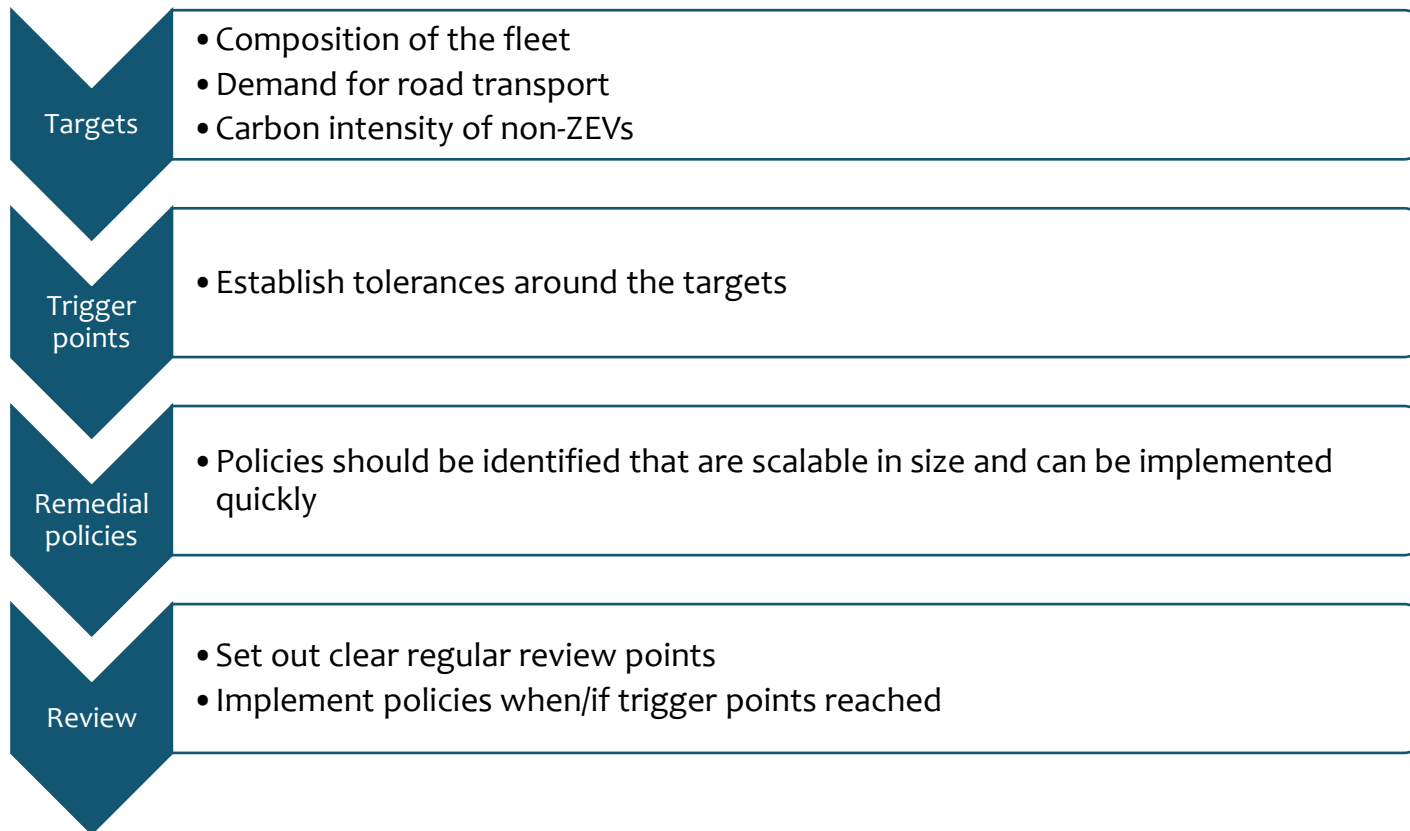 Targets
• Composition of the fleet
• Demand for road transport
• Carbon intensity of non-ZEVs
Trigger
points
• Establish tolerances around the targets
Remedial
policies
• Policies should be identified that are scalable in size and can be implemented
quickly
Review
• Set out clear regular review points
• Implement policies when/if trigger points reached